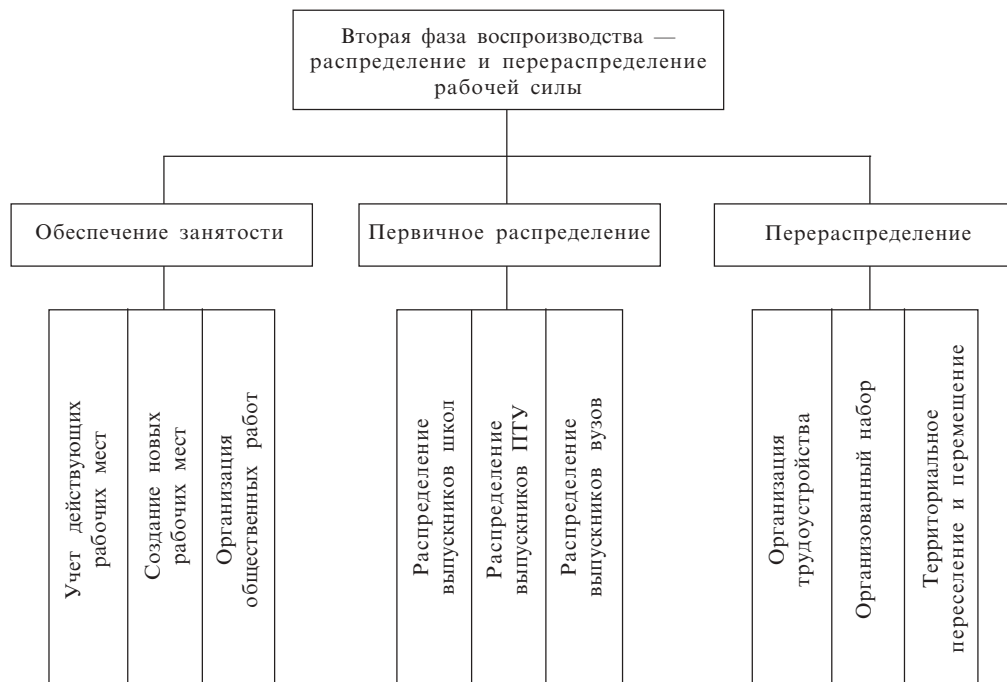 Вторая фаза воспроизводства —
распределение и перераспределение
рабочей силы
Обеспечение занятости
Первичное распределение
Перераспределение
Учет действующих
рабочих мест
Создание новых
рабочих мест
Организация
общественных работ
Распределение
выпускников школ
Распределение
выпускников ПТУ
Распределение
выпускников вузов
Организация
трудоустройства
Организованный набор
Территориальное
переселение и перемещение